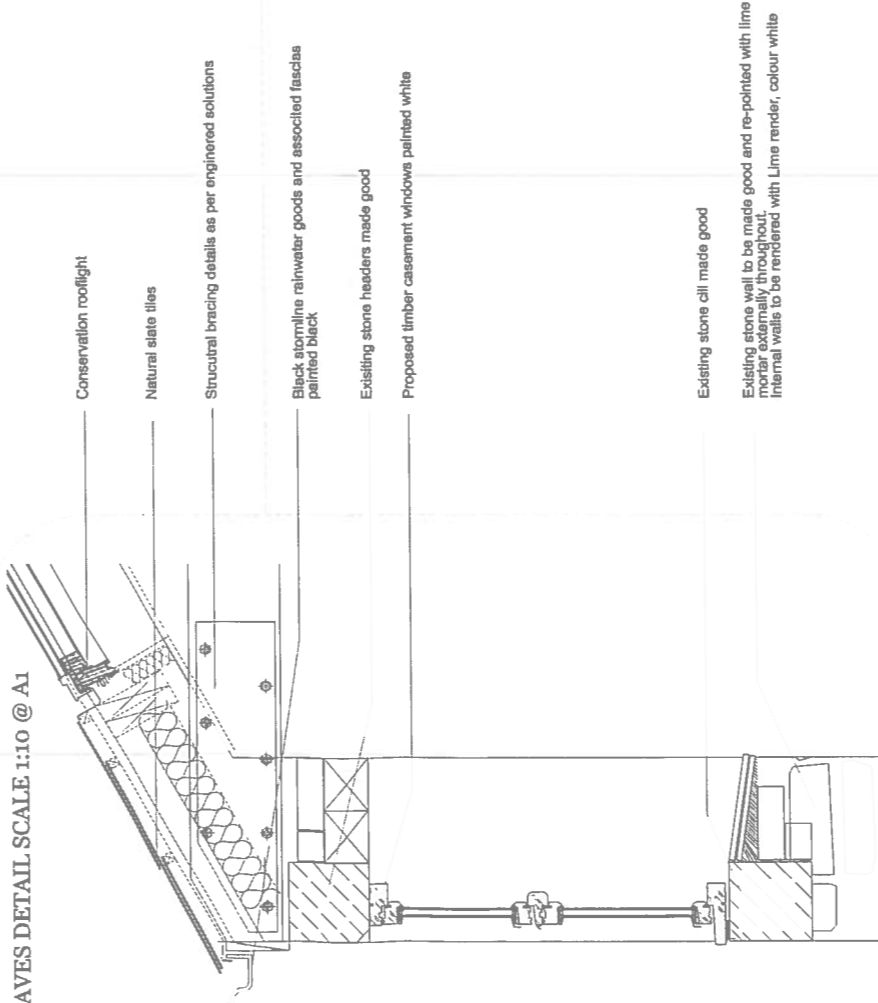 AVES DETAIL SCALE 1:10 @ A1
Conservation rooflight
Natural slate tiles
Strucutral bracing details as per enginered solutions
Black stormline rainwater goods and associted fascias
painted black
Exisiting stone headers made good
Proposed timber casement windows painted white
Existing stone cill made good
Existing stone wall to be made good and re-pointed with lime
mortar externally throughout.
Internal walls to be rendered with Lime render, colour white